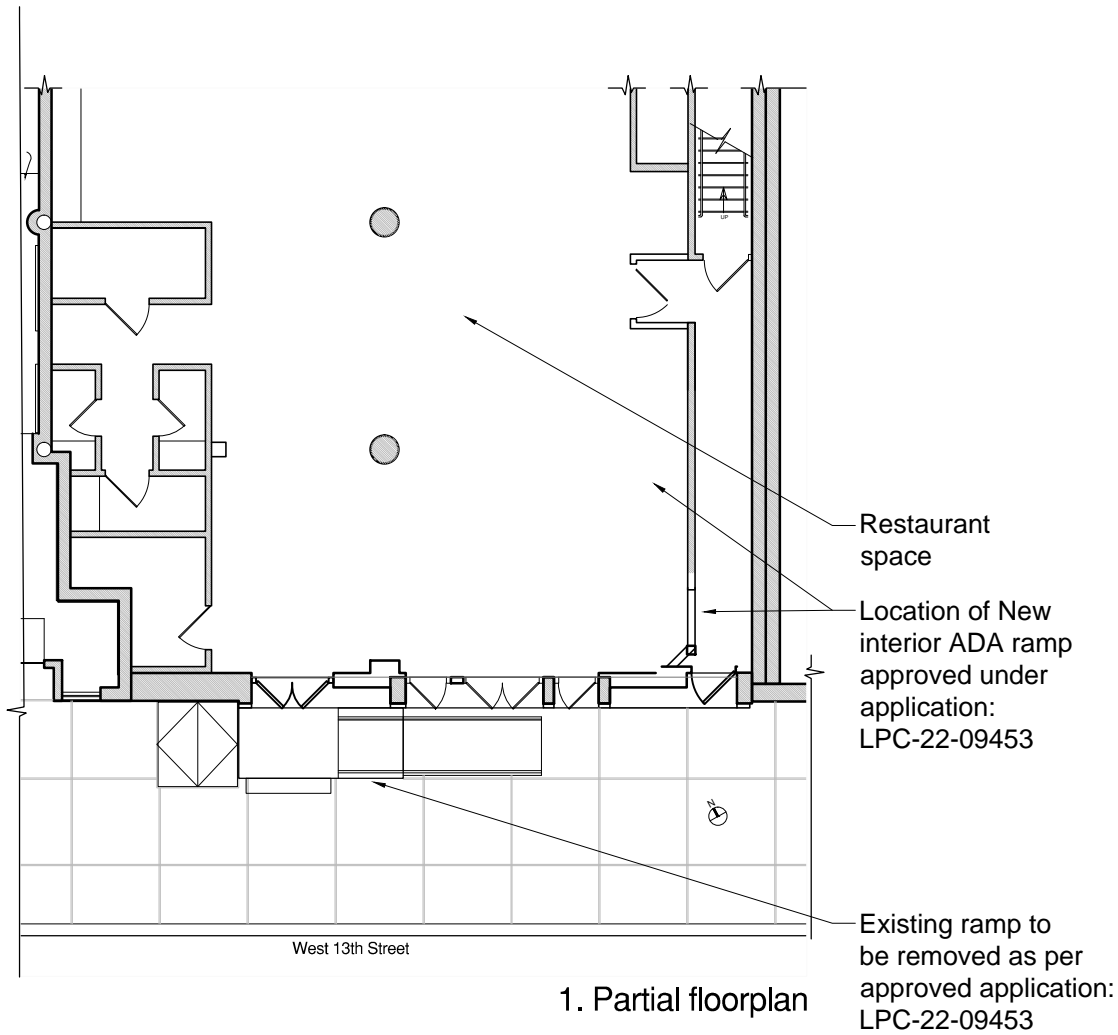 UP
Restaurant
space
Location of New
interior ADA ramp
approved under
application:
LPC-22-09453
N
Existing ramp to
be removed as per
approved application:
LPC-22-09453
West 13th Street
1. Partial floorplan